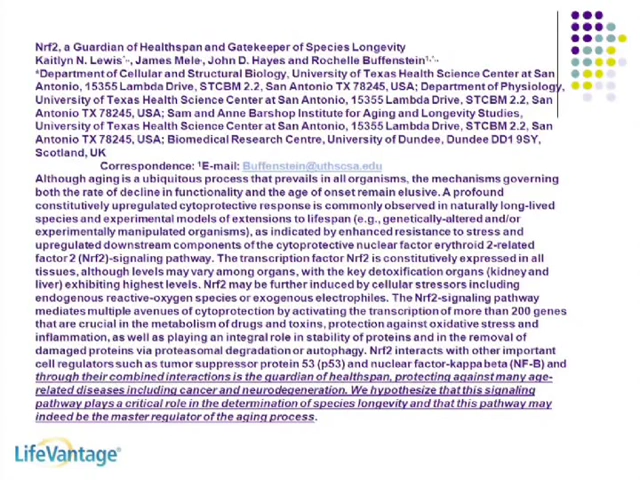 Nrf2, a Guardian of Healthspan and Gatekeeper of Species Longevity
Kaitlyn N. Lewis*,., James Mele, John D. Hayes and Rochelle Buffenstein1,*,.
*Department of Cellular and Structural Biology, University of Texas Health Science Center at San
Antonio, 15355 Lambda Drive, STCBM 2.2, San Antonio TX 78245, USA; Department of Physiology,
University of Texas Health Science Center at San Antonio, 15355 Lambda Drive, STCBM 2.2, San
Antonio TX 78245, USA; Sam and Anne Barshop Institute for Aging and Longevity Studies,
University of Texas Health Science Center at San Antonio, 15355 Lambda Drive, STCBM 2.2, San
Antonio TX 78245, USA; Biomedical Research Centre, University of Dundee, Dundee DD1 9SY,
Scotland, UK
Correspondence: 1E-mail: Buffenstein@uthscsa.edu
Although aging is a ubiquitous process that prevails in all organisms, the mechanisms governing
both the rate of decline in functionality and the age of onset remain elusive. A profound
constitutively upregulated cytoprotective response is commonly observed in naturally long-lived
species and experimental models of extensions to lifespan (e.g., genetically-altered and/or
experimentally manipulated organisms), as indicated by enhanced resistance to stress and
upregulated downstream components of the cytoprotective nuclear factor erythroid 2-related
factor 2 (Nrf2)-signaling pathway. The transcription factor Nrf2 is constitutively expressed in all
tissues, although levels may vary among organs, with the key detoxification organs (kidney and
liver) exhibiting highest levels. Nrf2 may be further induced by cellular stressors including
endogenous reactive-oxygen species or exogenous electrophiles. The Nrf2-signaling pathway
mediates multiple avenues of cytoprotection by activating the transcription of more than 200 genes
that are crucial in the metabolism of drugs and toxins, protection against oxidative stress and
inflammation, as well as playing an integral role in stability of proteins and in the removal of
damaged proteins via proteasomal degradation or autophagy. Nrf2 interacts with other important
cell regulators such as tumor suppressor protein 53 (p53) and nuclear factor-kappa beta (NF-B) and
through their combined interactions is the guardian of healthspan, protecting against many age-
related diseases including cancer and neurodegeneration. We hypothesize that this signaling
pathway plays a critical role in the determination of species longevity and that this pathway may
indeed be the master regulator of the aging process.
LifeVantage®